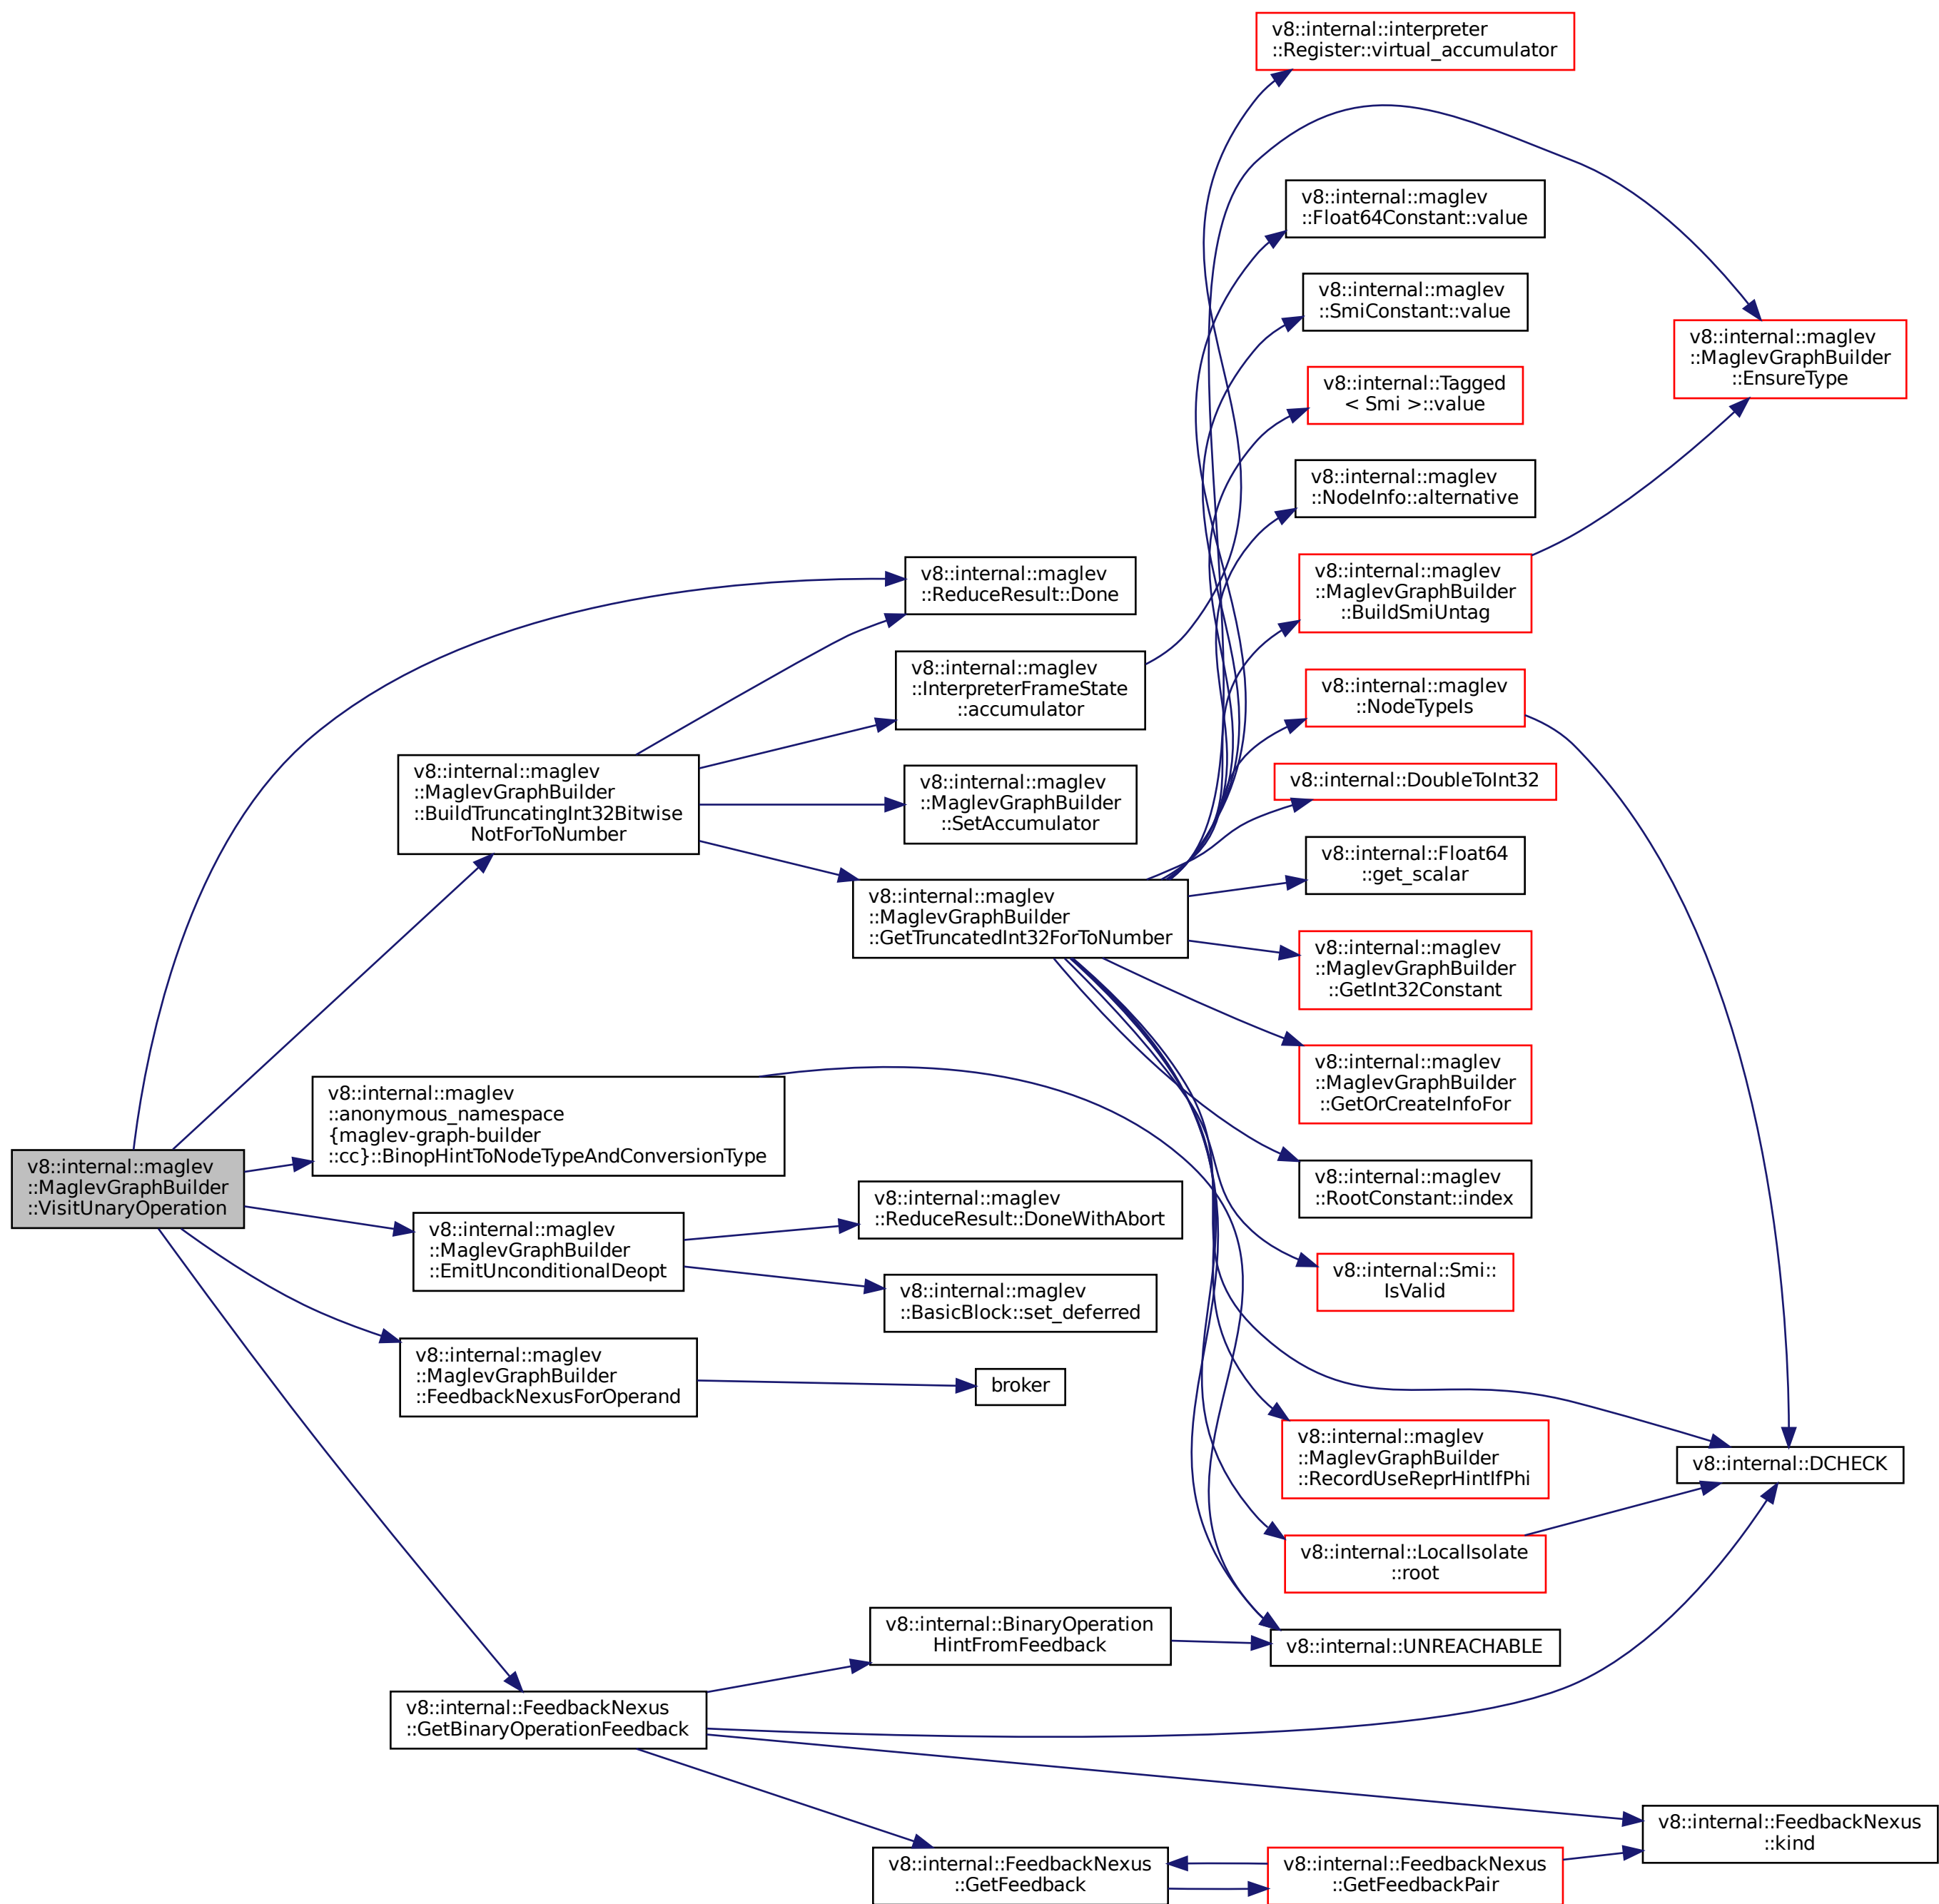 v8::internal::interpreter
::Register::virtual_accumulator
v8::internal::maglev
::Float64Constant::value
v8::internal::maglev
::SmiConstant::value
v8::internal::maglev
::MaglevGraphBuilder
::EnsureType
v8::internal::Tagged
< Smi >::value
v8::internal::maglev
::NodeInfo::alternative
v8::internal::maglev
::ReduceResult::Done
v8::internal::maglev
::MaglevGraphBuilder
::BuildSmiUntag
v8::internal::maglev
::InterpreterFrameState
::accumulator
v8::internal::maglev
::NodeTypeIs
v8::internal::maglev
::MaglevGraphBuilder
::BuildTruncatingInt32Bitwise
NotForToNumber
v8::internal::maglev
::MaglevGraphBuilder
::SetAccumulator
v8::internal::DoubleToInt32
v8::internal::Float64
::get_scalar
v8::internal::maglev
::MaglevGraphBuilder
::GetTruncatedInt32ForToNumber
v8::internal::maglev
::MaglevGraphBuilder
::GetInt32Constant
v8::internal::maglev
::MaglevGraphBuilder
::GetOrCreateInfoFor
v8::internal::maglev
::anonymous_namespace
{maglev-graph-builder
::cc}::BinopHintToNodeTypeAndConversionType
v8::internal::maglev
::MaglevGraphBuilder
::VisitUnaryOperation
v8::internal::maglev
::ReduceResult::DoneWithAbort
v8::internal::maglev
::RootConstant::index
v8::internal::maglev
::MaglevGraphBuilder
::EmitUnconditionalDeopt
v8::internal::maglev
::BasicBlock::set_deferred
v8::internal::Smi::
IsValid
v8::internal::maglev
::MaglevGraphBuilder
::FeedbackNexusForOperand
broker
v8::internal::maglev
::MaglevGraphBuilder
::RecordUseReprHintIfPhi
v8::internal::DCHECK
v8::internal::LocalIsolate
::root
v8::internal::BinaryOperation
HintFromFeedback
v8::internal::UNREACHABLE
v8::internal::FeedbackNexus
::GetBinaryOperationFeedback
v8::internal::FeedbackNexus
::kind
v8::internal::FeedbackNexus
::GetFeedback
v8::internal::FeedbackNexus
::GetFeedbackPair